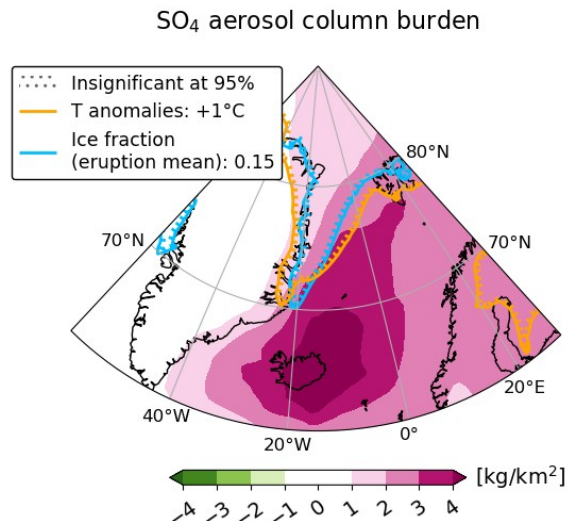 SO₄ aerosol column burden
Insignificant at 95%
T anomalies: +1°C
Ice fraction
(eruption mean): 0.15
80°N
70°N
70°N
20°E
40°W
0°
20°W
[kg/km²]
-4 -3 -2 -1 0 1 2 3 4